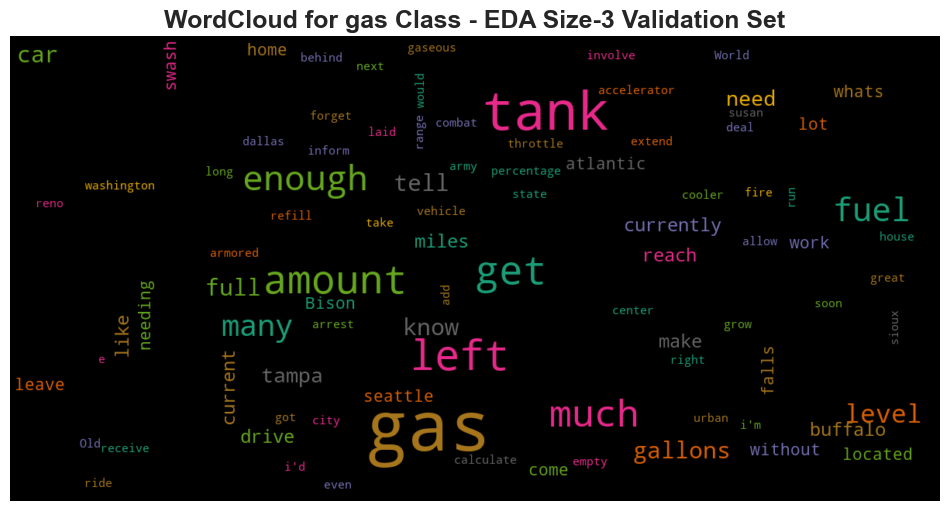 WordCloud for gas Class - EDA Size-3 Validation Set
car
swash
home
behind
gaseous
next
involve
World
would
accelerator
whats
tank
need
susan
deal
lot
forget
combat
laid
range
dallas
inform
throttle
extend
atlantic
long
enough
tell
army
percentage
state
cooler
fire
run
washington
reno
refill
take
vehicle
fuel
currently
miles
allow
work
house
armored
reach
full
amount
get
add
great
needing
Bison
center
soon
like
many
arrest
know
grow
sioux
left
make
right
e
tampa
falls
leave
current
seattle
got
city
gas
much
urban
i'm
level
buffalo
drive
Old
receive
gallons
without
located
i'd
calculate
come
empty
ride
even